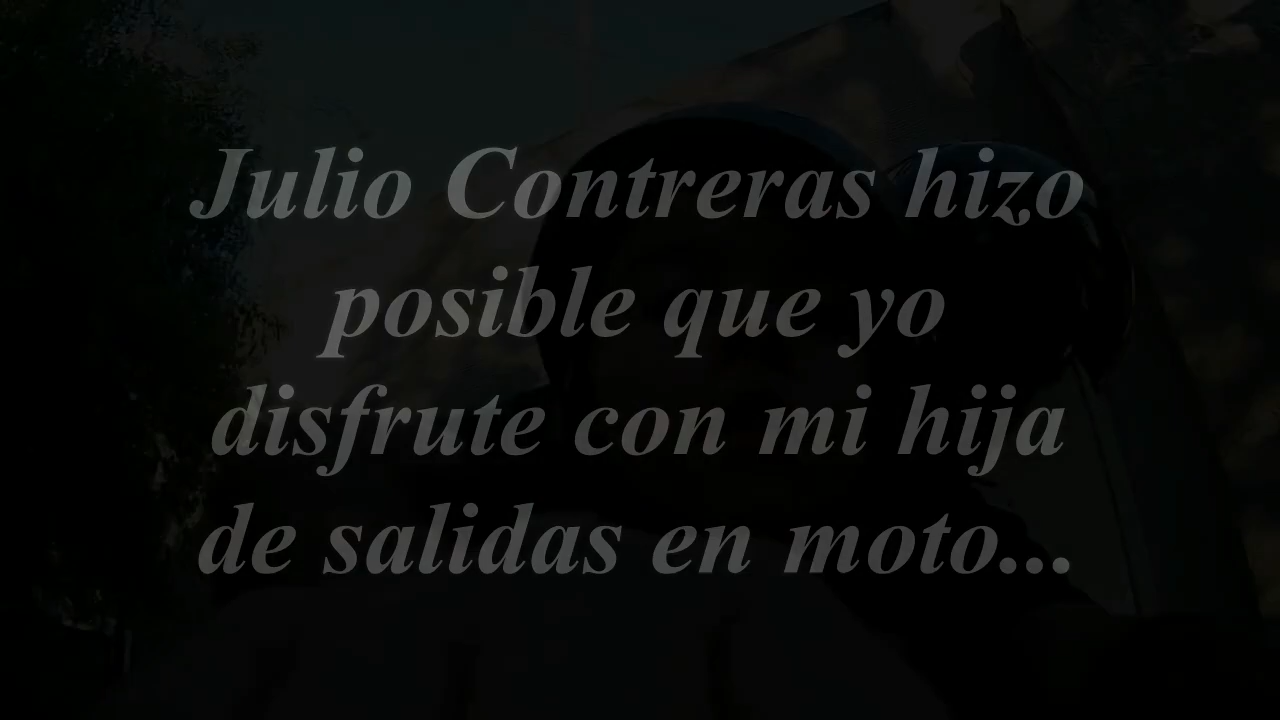 Julio Contreras hizo
posible que yo
disfrute con mi hija
de salidas en moto...